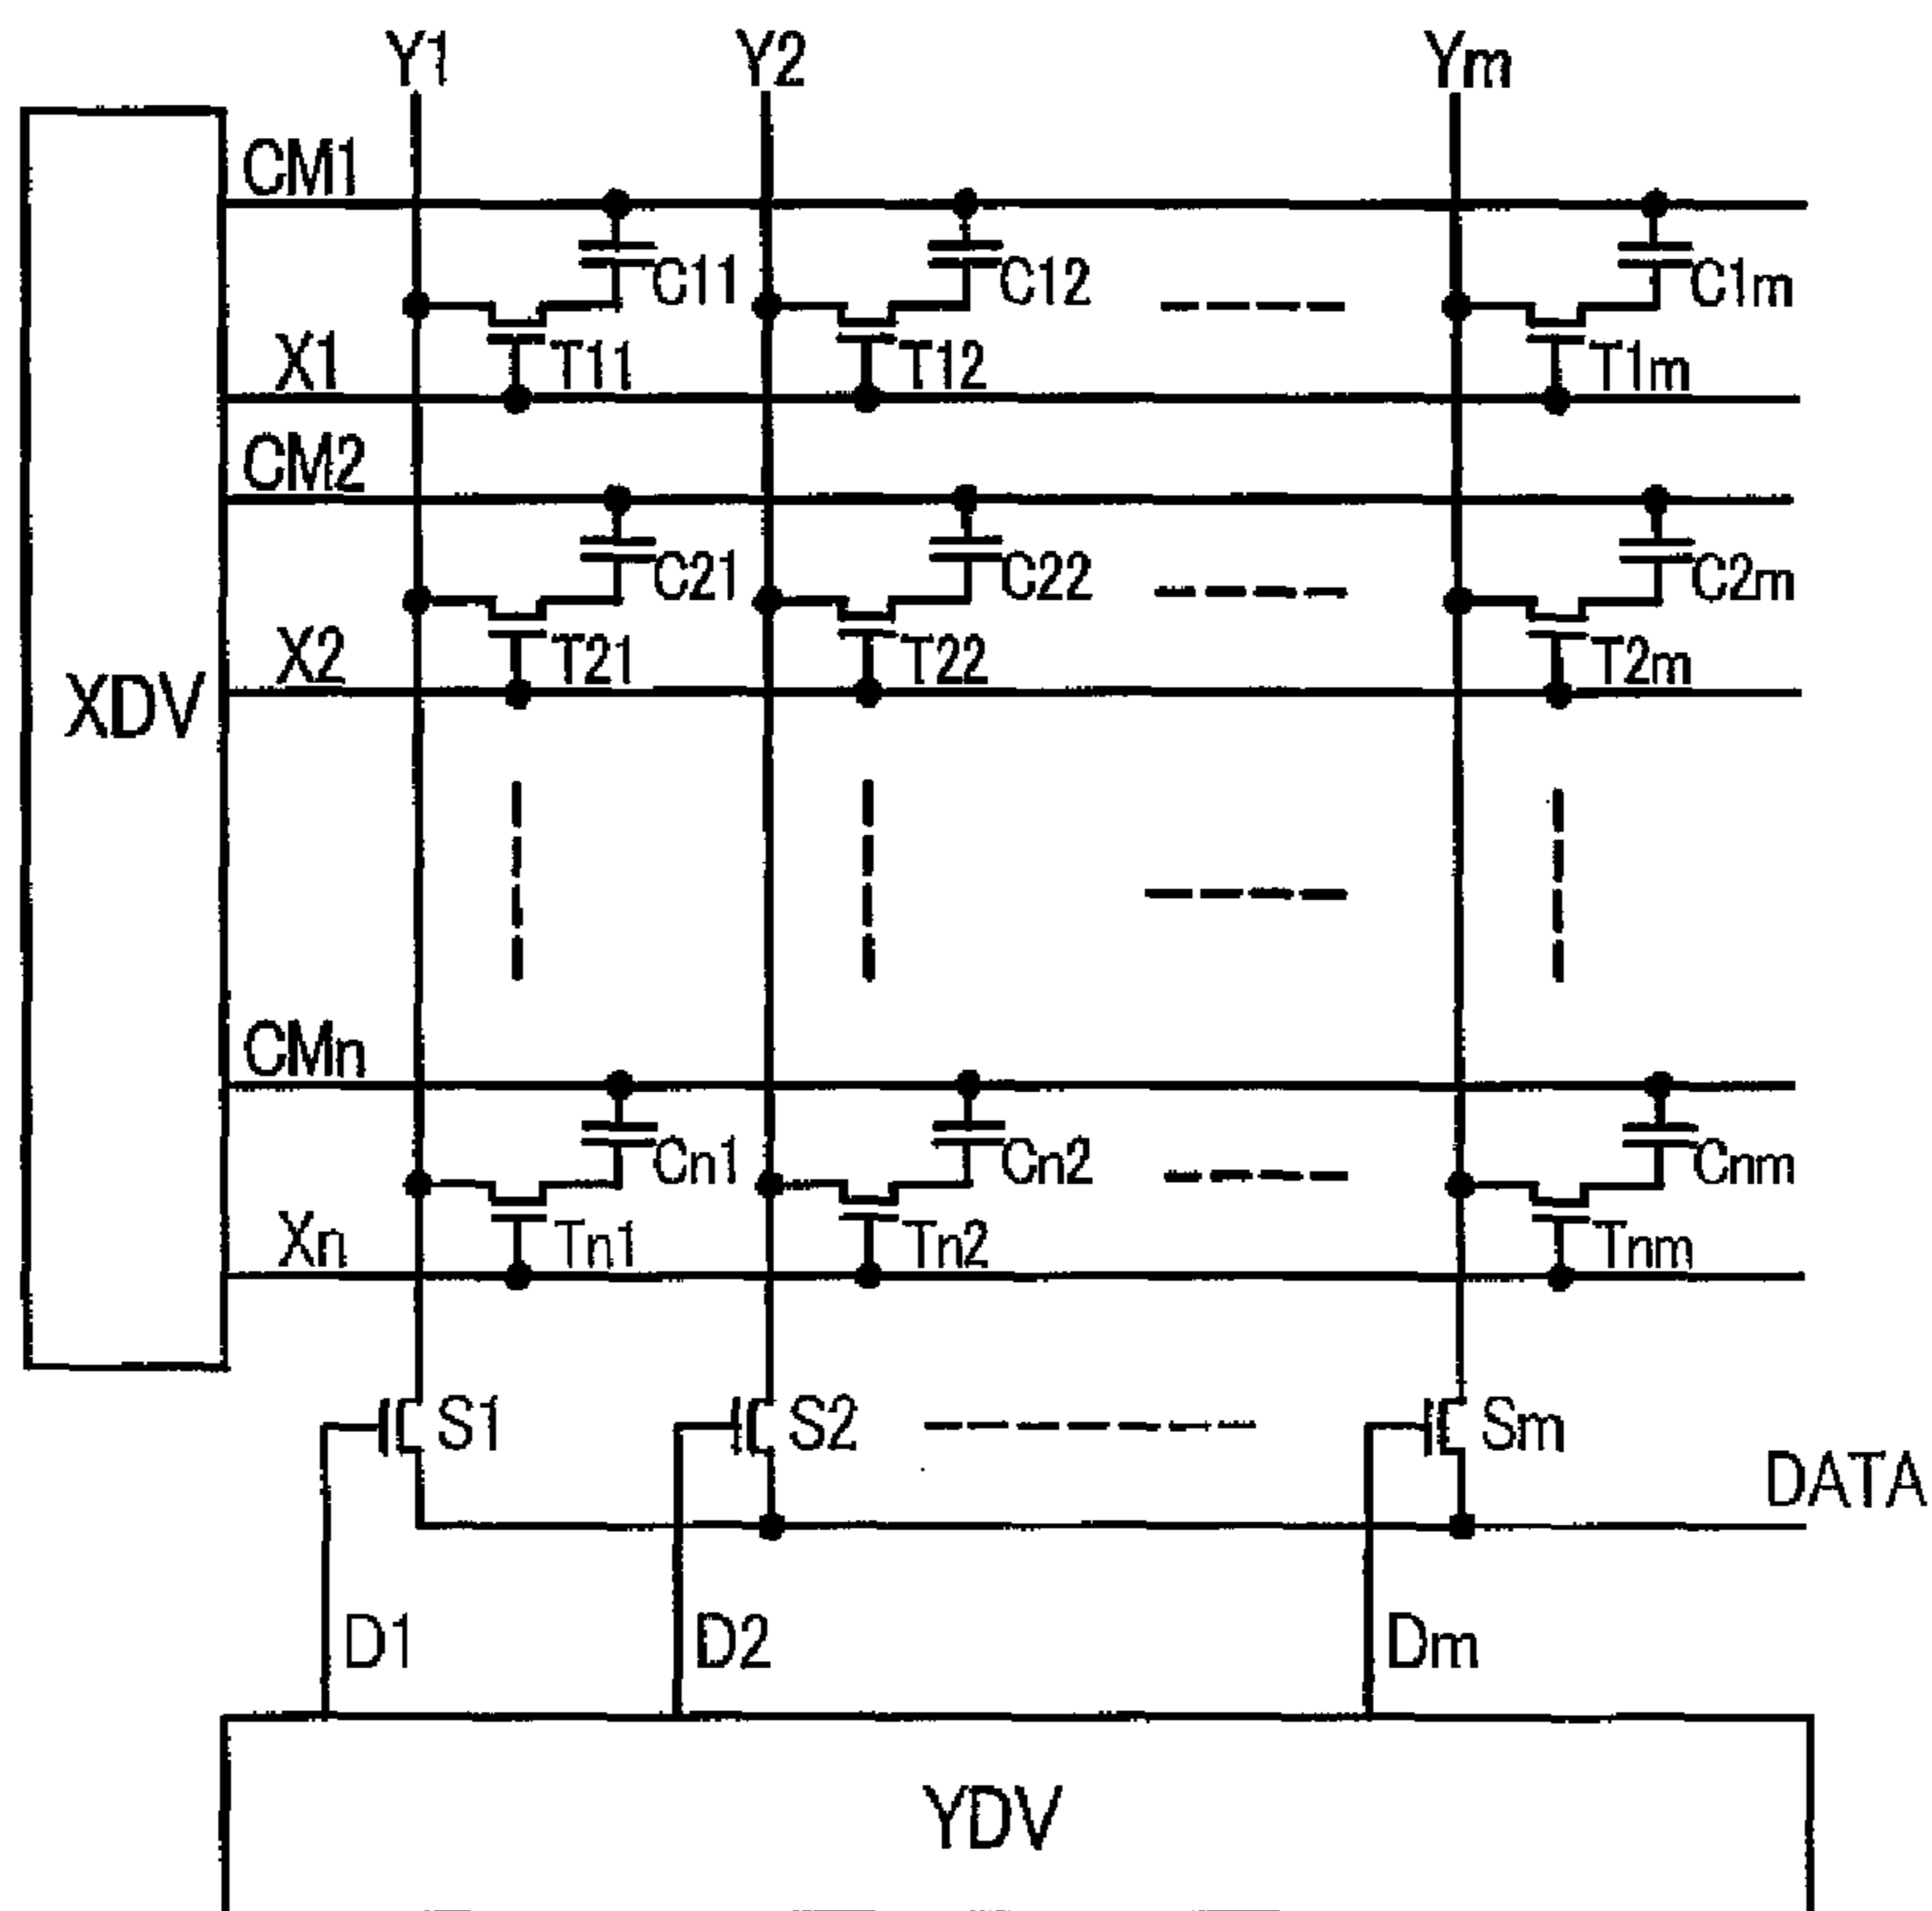 Y1 Y2 Ym
CM1
C11 C12 C1m
X1 T11 T12 T1m
CM2
C21 C22 C2m
X2 T21 T22 T2m
XDV
CMn
Cn1 Cn2 Cnm
Xn Tn1 Tn2 Tnm
S1 S2 Sm
DATA
D1 D2 Dm
YDV